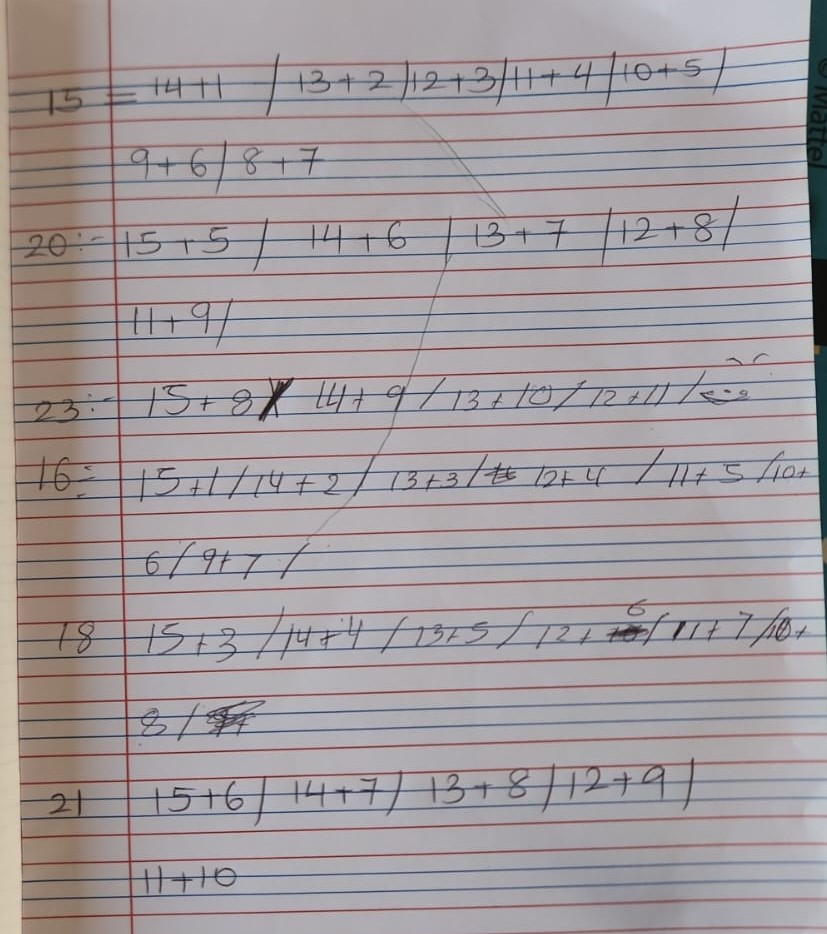 15 = 14+1 / 13+2 / 12+3 / 11+4 / 10+5 /
9+6 / 8+7
20:- 15+5 / 14+6 / 13+7 / 12+8 /
11+9 /
23:- 15+8 / 14+9 / 13+10 / 12+11 /
16= 15+1 / 14+2 / 13+3 / 12+4 / 11+5 / 10+
6 / 9+7 /
18 15+3 / 14+4 / 13+5 / 12+6 / 11+7 / 10+
8 /
21 15+6 / 14+7 / 13+8 / 12+9 /
11+10
Mattel